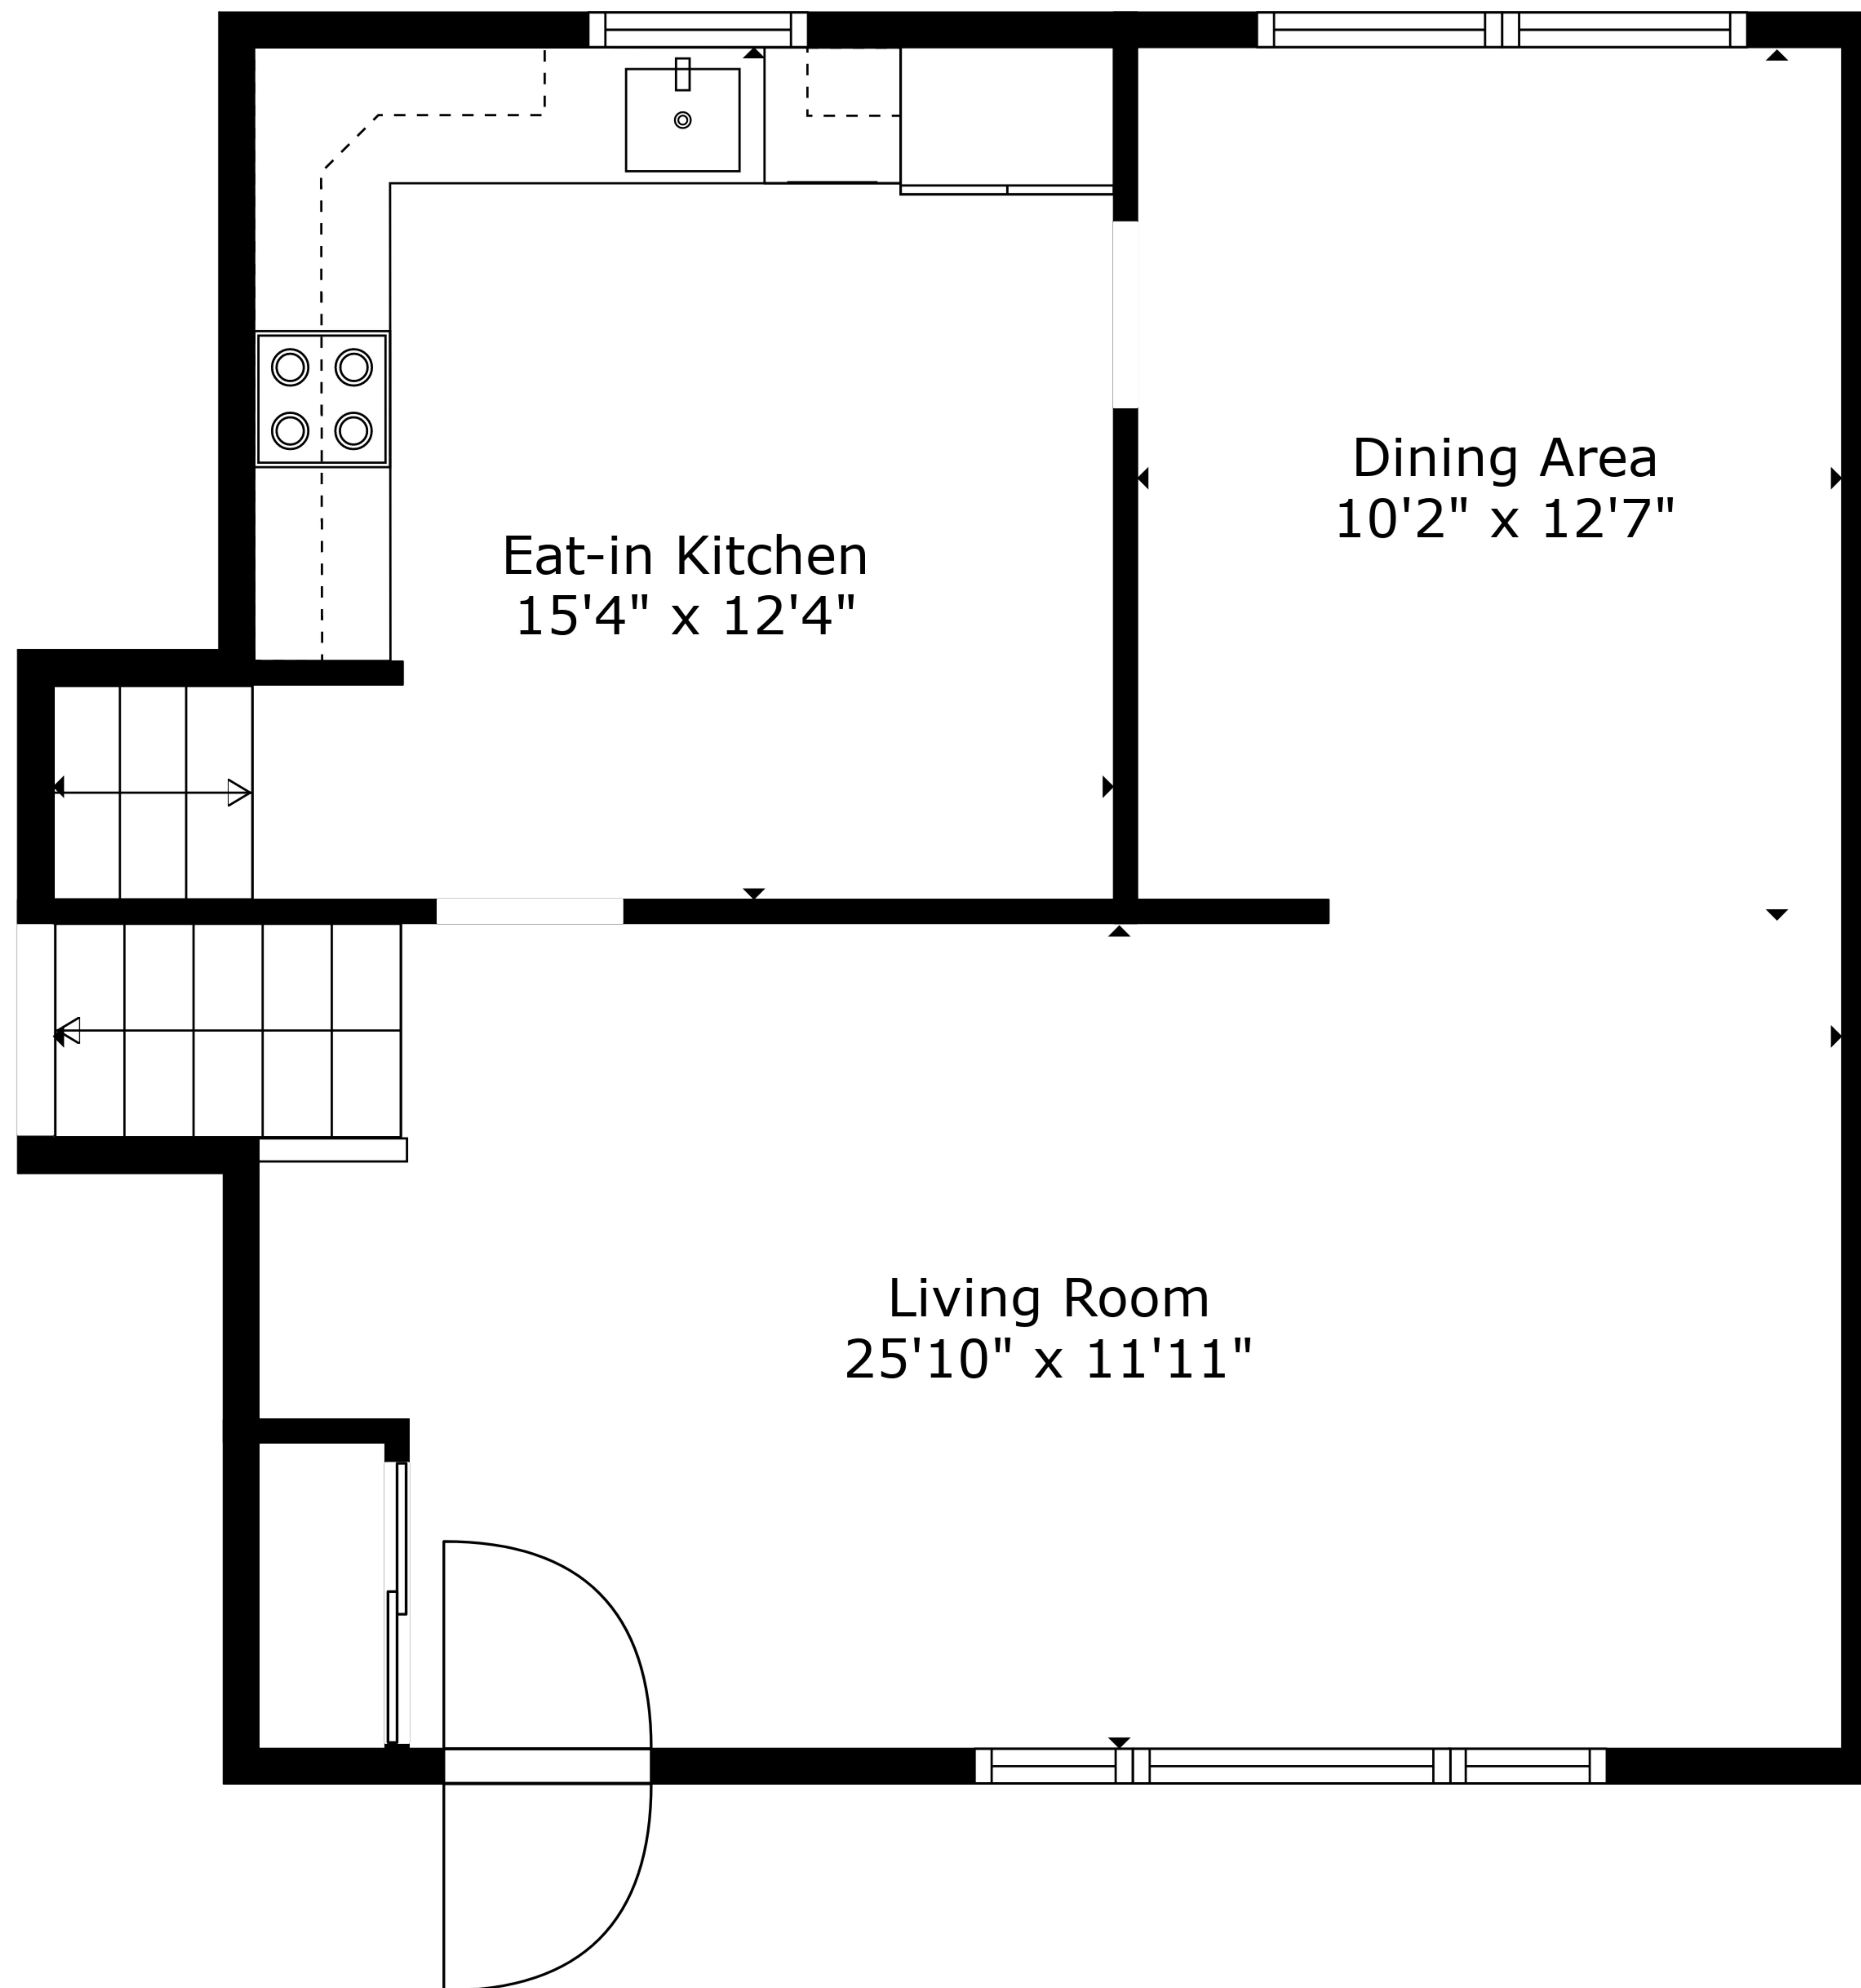 Dining Area
10'2" x 12'7"
Eat-in Kitchen
15'4" x 12'4"
Living Room
25'10" x 11'11"